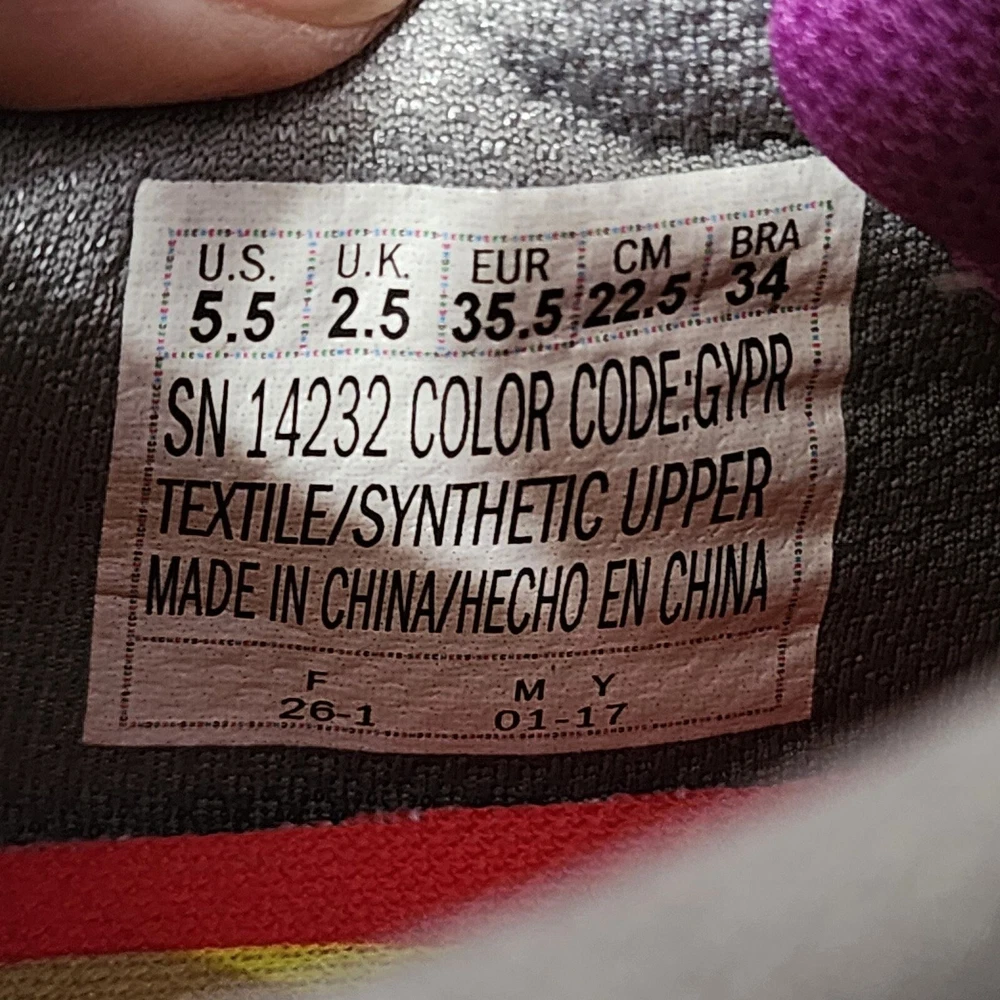 U.S. U.K. EUR CM BRA
5.5 2.5 35.5 22.5 34
SN 14232 COLOR CODE:GYPR
TEXTILE/SYNTHETIC UPPER
MADE IN CHINA/HECHO EN CHINA
F M Y
26-1 01-17